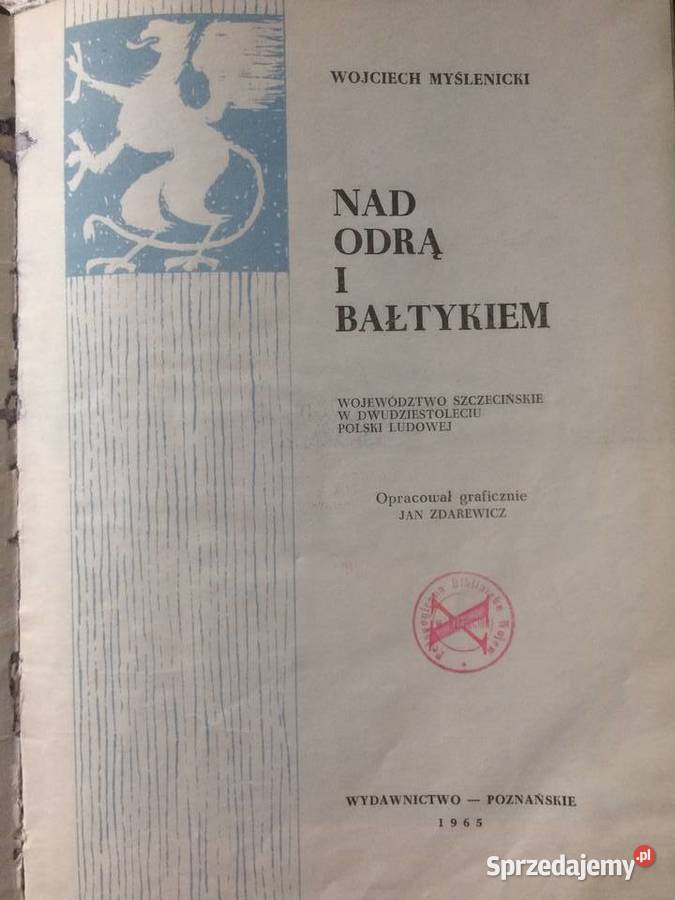 WOJCIECH MYŚLENICKI
NAD
ODRĄ
I
BAŁTYKIEM
WOJEWÓDZTWO SZCZECIŃSKIE
W DWUDZIESTOLECIU
POLSKI LUDOWEJ
Opracował graficznie
JAN ZDAREWICZ
Biblioteka
WYDAWNICTWO — POZNAŃSKIE
1965
Sprzedajemy.pl